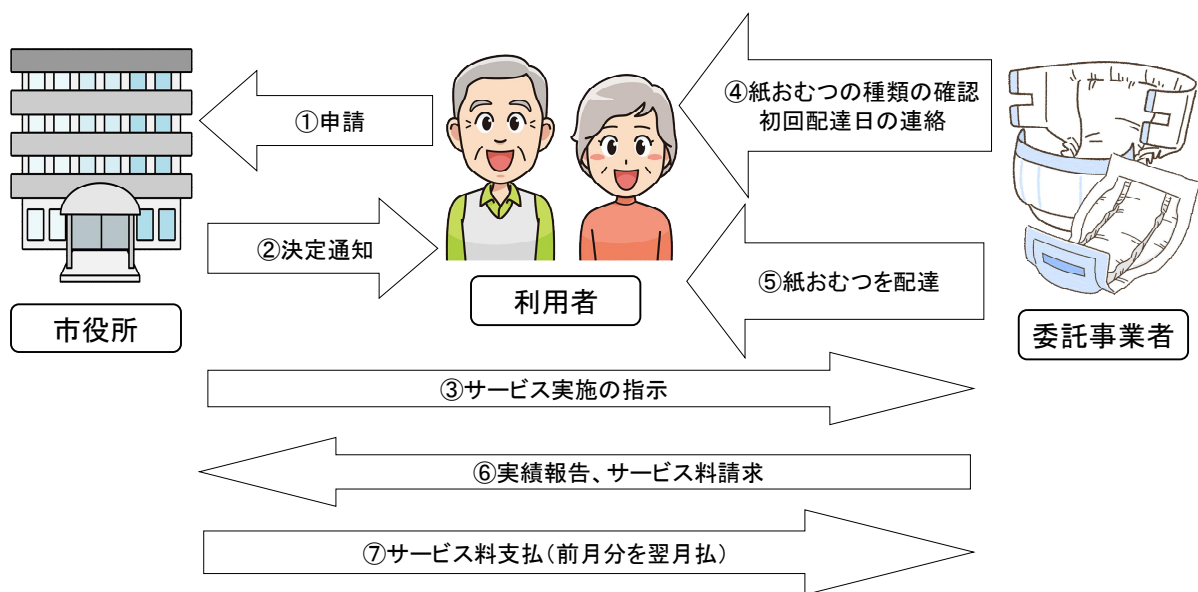 ①申請
④紙おむつの種類の確認
初回配達日の連絡
②決定通知
⑤紙おむつを配達
市役所
利用者
委託事業者
③サービス実施の指示
⑥実績報告、サービス料請求
⑦サービス料支払(前月分を翌月払)